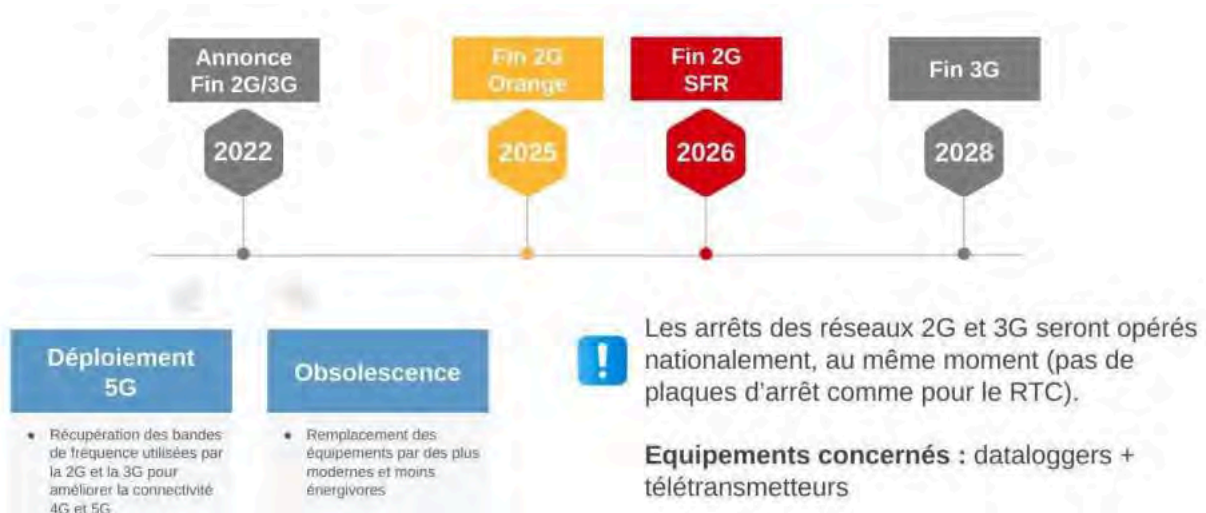 Annonce
Fin 2G/3G
Fin 2G
Orange
Fin 2G
SFR
Fin 3G
2022
2025
2026
2028
Déploiement
5G
• Récupération des bandes
de fréquence utilisées par
la 2G et la 3G pour
améliorer la connectivité
4G et 5G
Obsolescence
• Remplacement des
équipements par des plus
modernes et moins
énergivores
!
Les arrêts des réseaux 2G et 3G seront opérés
nationalement, au même moment (pas de
plaques d'arrêt comme pour le RTC).
Equipements concernés : dataloggers +
télétransmetteurs